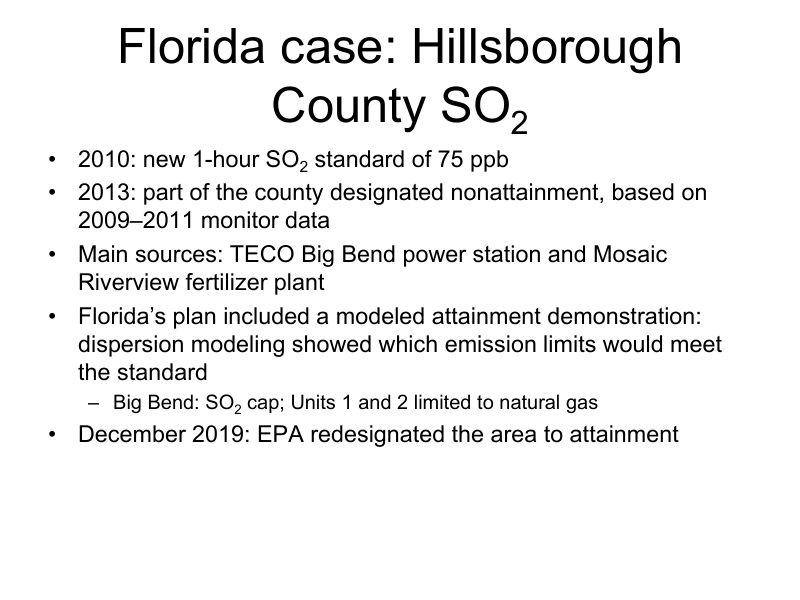 Florida case: Hillsborough
County SO₂
• 2010: new 1-hour SO₂ standard of 75 ppb
• 2013: part of the county designated nonattainment, based on
2009–2011 monitor data
• Main sources: TECO Big Bend power station and Mosaic
Riverview fertilizer plant
• Florida’s plan included a modeled attainment demonstration:
dispersion modeling showed which emission limits would meet
the standard
– Big Bend: SO₂ cap; Units 1 and 2 limited to natural gas
• December 2019: EPA redesignated the area to attainment